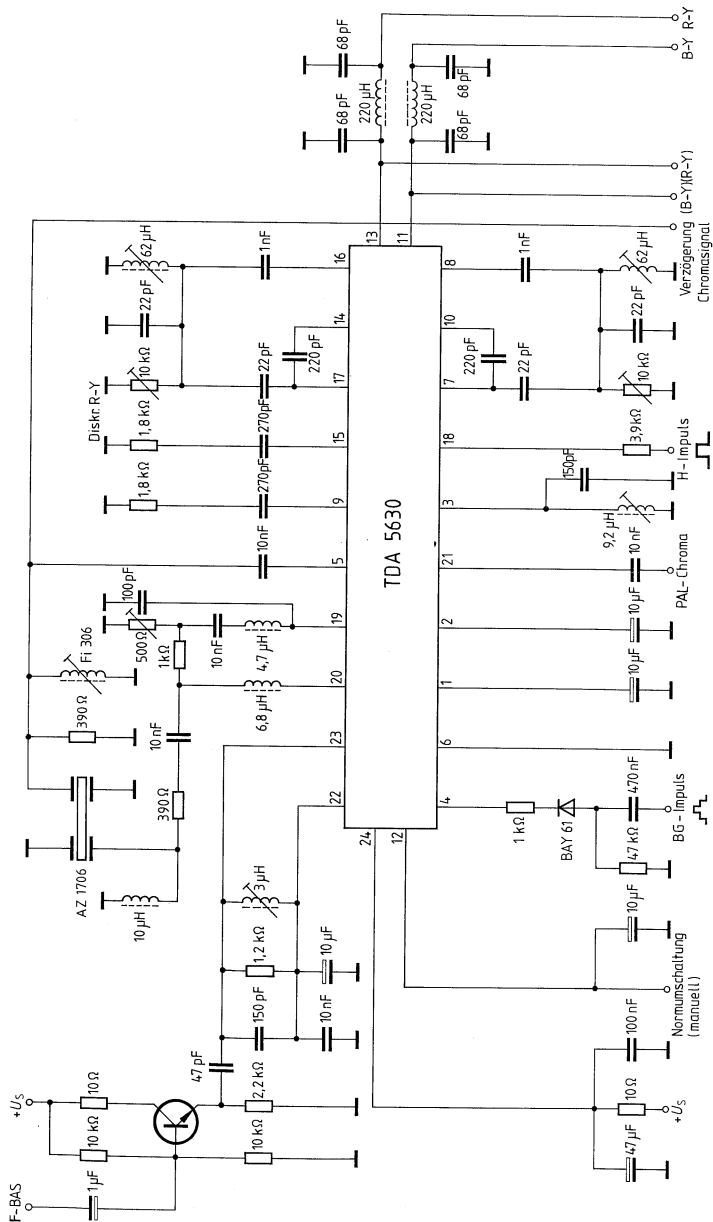 F-BAS
1 µF
10 kΩ
10 kΩ
+Us
10 Ω
2,2 kΩ
47 pF
150 pF
10 nF
1,2 kΩ
10 µF
3 µH
AZ 1706
10 µH
390 Ω
390 Ω
10 nF
Fi 306
500 Ω
1 kΩ
100 pF
10 nF
6,8 µH
4,7 µH
10 nF
1,8 kΩ
270 pF
Diskr. R-Y
1,8 kΩ
270 pF
10 kΩ
22 pF
22 pF
220 pF
62 µH
1 nF
68 pF
68 pF
220 µH
220 µH
68 pF
68 pF
22
23
20
19
5
9
15
17
14
16
24
12
TDA 5630
13
11
4
6
1
2
21
3
18
7
10
8
47 µF
10 Ω
+Us
100 nF
Normumschaltung
(manuell)
10 µF
47 kΩ
1 kΩ
BAY 61
470 nF
BG-Impuls
10 µF
10 µF
10 nF
PAL-Chroma
9,2 µH
150 pF
3,9 kΩ
H-Impuls
220 pF
22 pF
10 kΩ
22 pF
1 nF
62 µH
Verzögerung
Chromasignal
(B-Y)(R-Y)
B-Y
R-Y